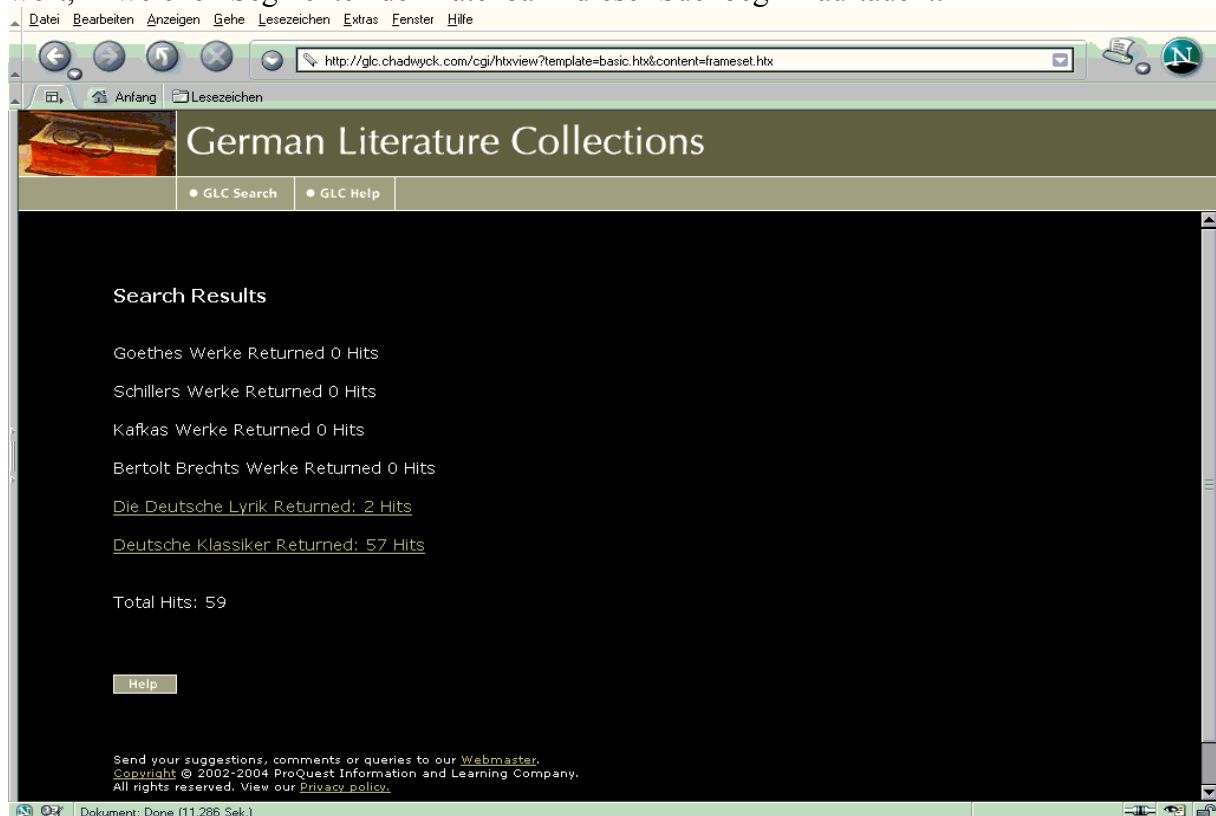 Datei Bearbeiten Anzeigen Gehe Lesezeichen Extras Fenster Hilfe
http://glc.chadwyck.com/cgi/htxview?template=basic.htx&content=frameset.htx
N
Anfang Lesezeichen
German Literature Collections
GLC Search GLC Help
Search Results
Goethes Werke Returned 0 Hits
Schillers Werke Returned 0 Hits
Kafkas Werke Returned 0 Hits
Bertolt Brechts Werke Returned 0 Hits
Die Deutsche Lyrik Returned: 2 Hits
Deutsche Klassiker Returned: 57 Hits
Total Hits: 59
Help
Send your suggestions, comments or queries to our Webmaster.
Copyright © 2002-2004 ProQuest Information and Learning Company.
All rights reserved. View our Privacy policy.
Dokument: Done (11.286 Sek.)